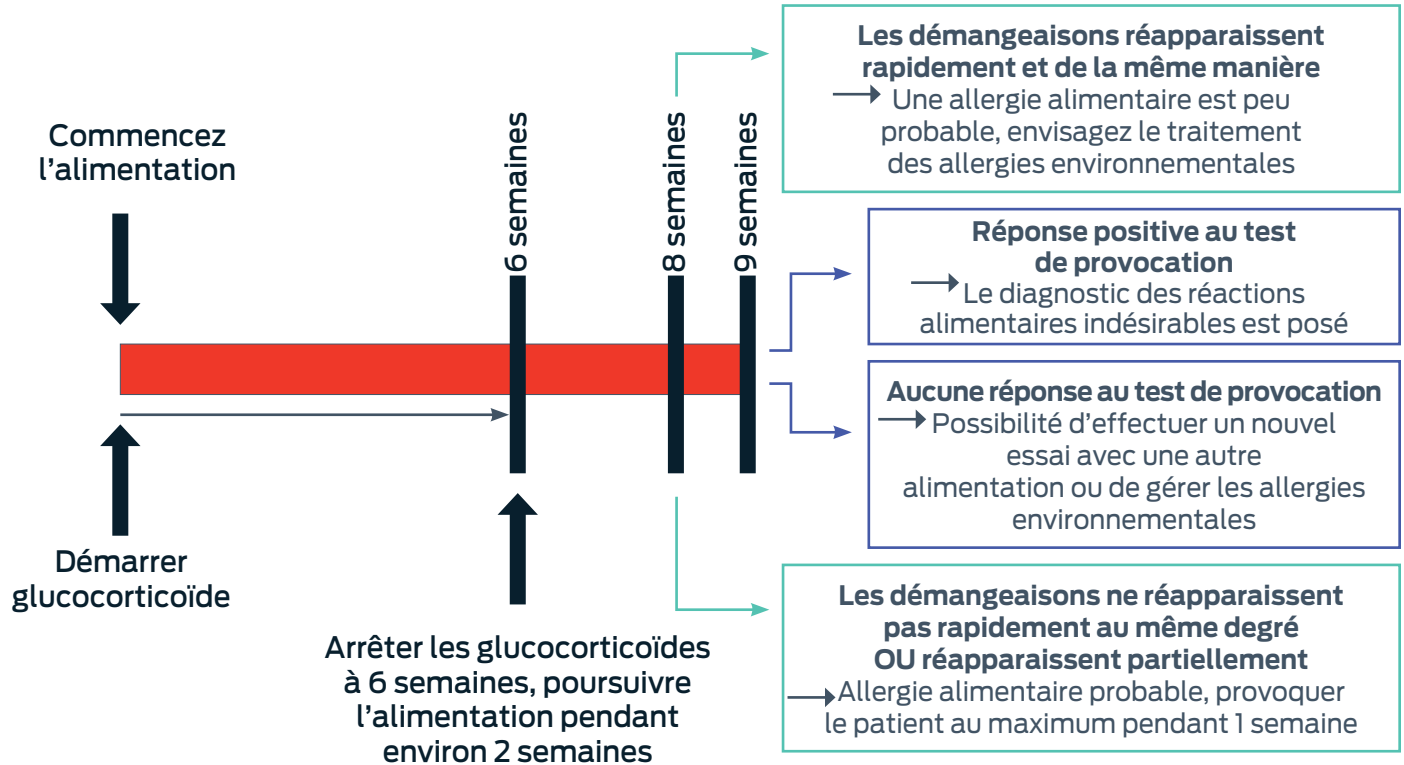 Commencez
l'alimentation
Démarrer
glucocorticoïde
6 semaines
Arrêter les glucocorticoïdes
à 6 semaines, poursuivre
l'alimentation pendant
environ 2 semaines
8 semaines
9 semaines
Les démangeaisons réapparaissent
rapidement et de la même manière
Une allergie alimentaire est peu
probable, envisagez le traitement
des allergies environnementales
Réponse positive au test
de provocation
Le diagnostic des réactions
alimentaires indésirables est posé
Aucune réponse au test de provocation
Possibilité d'effectuer un nouvel
essai avec une autre
alimentation ou de gérer les allergies
environnementales
Les démangeaisons ne réapparaissent
pas rapidement au même degré
OU réapparaissent partiellement
Allergie alimentaire probable, provoquer
le patient au maximum pendant 1 semaine